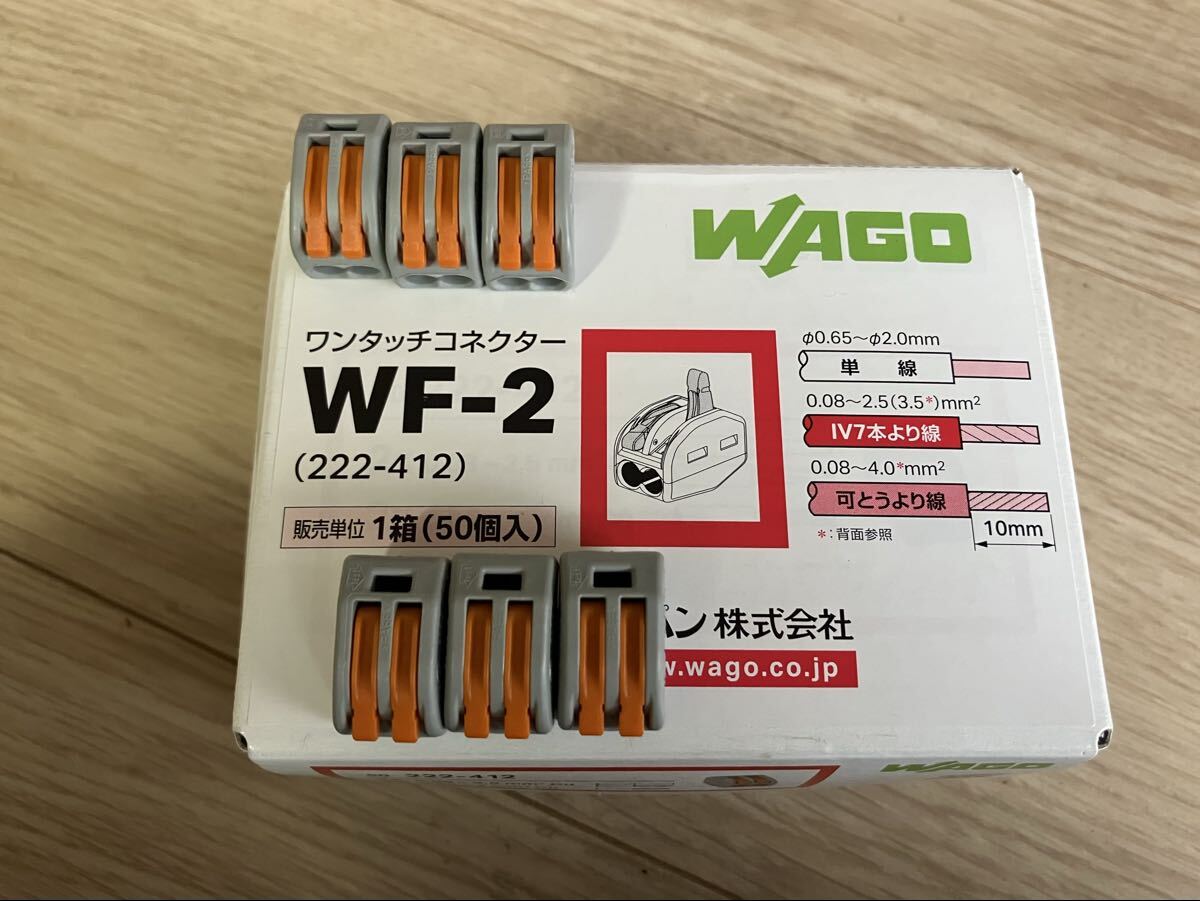 WAGO
ワンタッチコネクター
WF-2
(222-412)
販売単位 1箱(50個入)
φ0.65～φ2.0mm
単 線
0.08～2.5(3.5*)mm²
IV7本より線
0.08～4.0*mm²
可とうより線
*:背面参照
10mm
パン 株式会社
w.wago.co.jp
222-412
WAGO